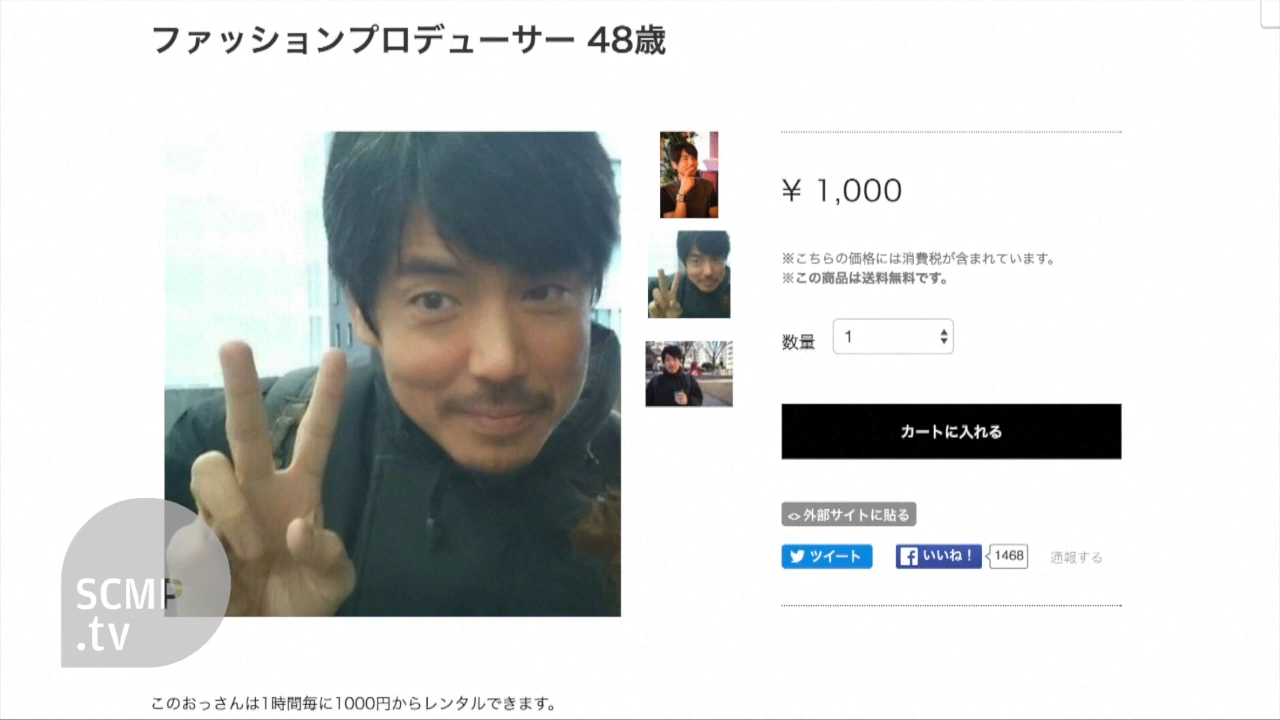 ファッションプロデューサー 48歳
¥ 1,000
※こちらの価格には消費税が含まれています。
※この商品は送料無料です。
数量 1
カートに入れる
<> 外部サイトに貼る
ツイート いいね！ 1468 通報する
SCMP
.tv
このおっさんは1時間毎に1000円からレンタルできます。